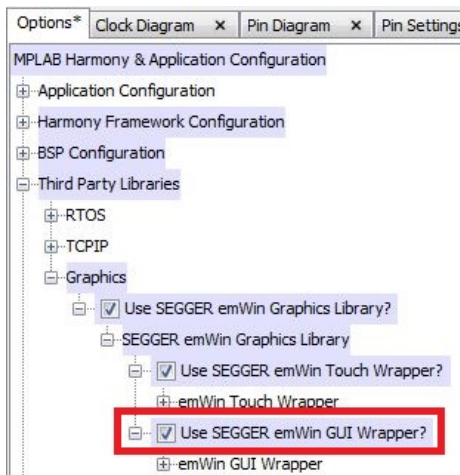 Options* Clock Diagram x Pin Diagram x Pin Settings
MPLAB Harmony & Application Configuration
Application Configuration
Harmony Framework Configuration
BSP Configuration
Third Party Libraries
RTOS
TCPIP
Graphics
Use SEGGER emWin Graphics Library?
SEGGER emWin Graphics Library
Use SEGGER emWin Touch Wrapper?
emWin Touch Wrapper
Use SEGGER emWin GUI Wrapper?
emWin GUI Wrapper